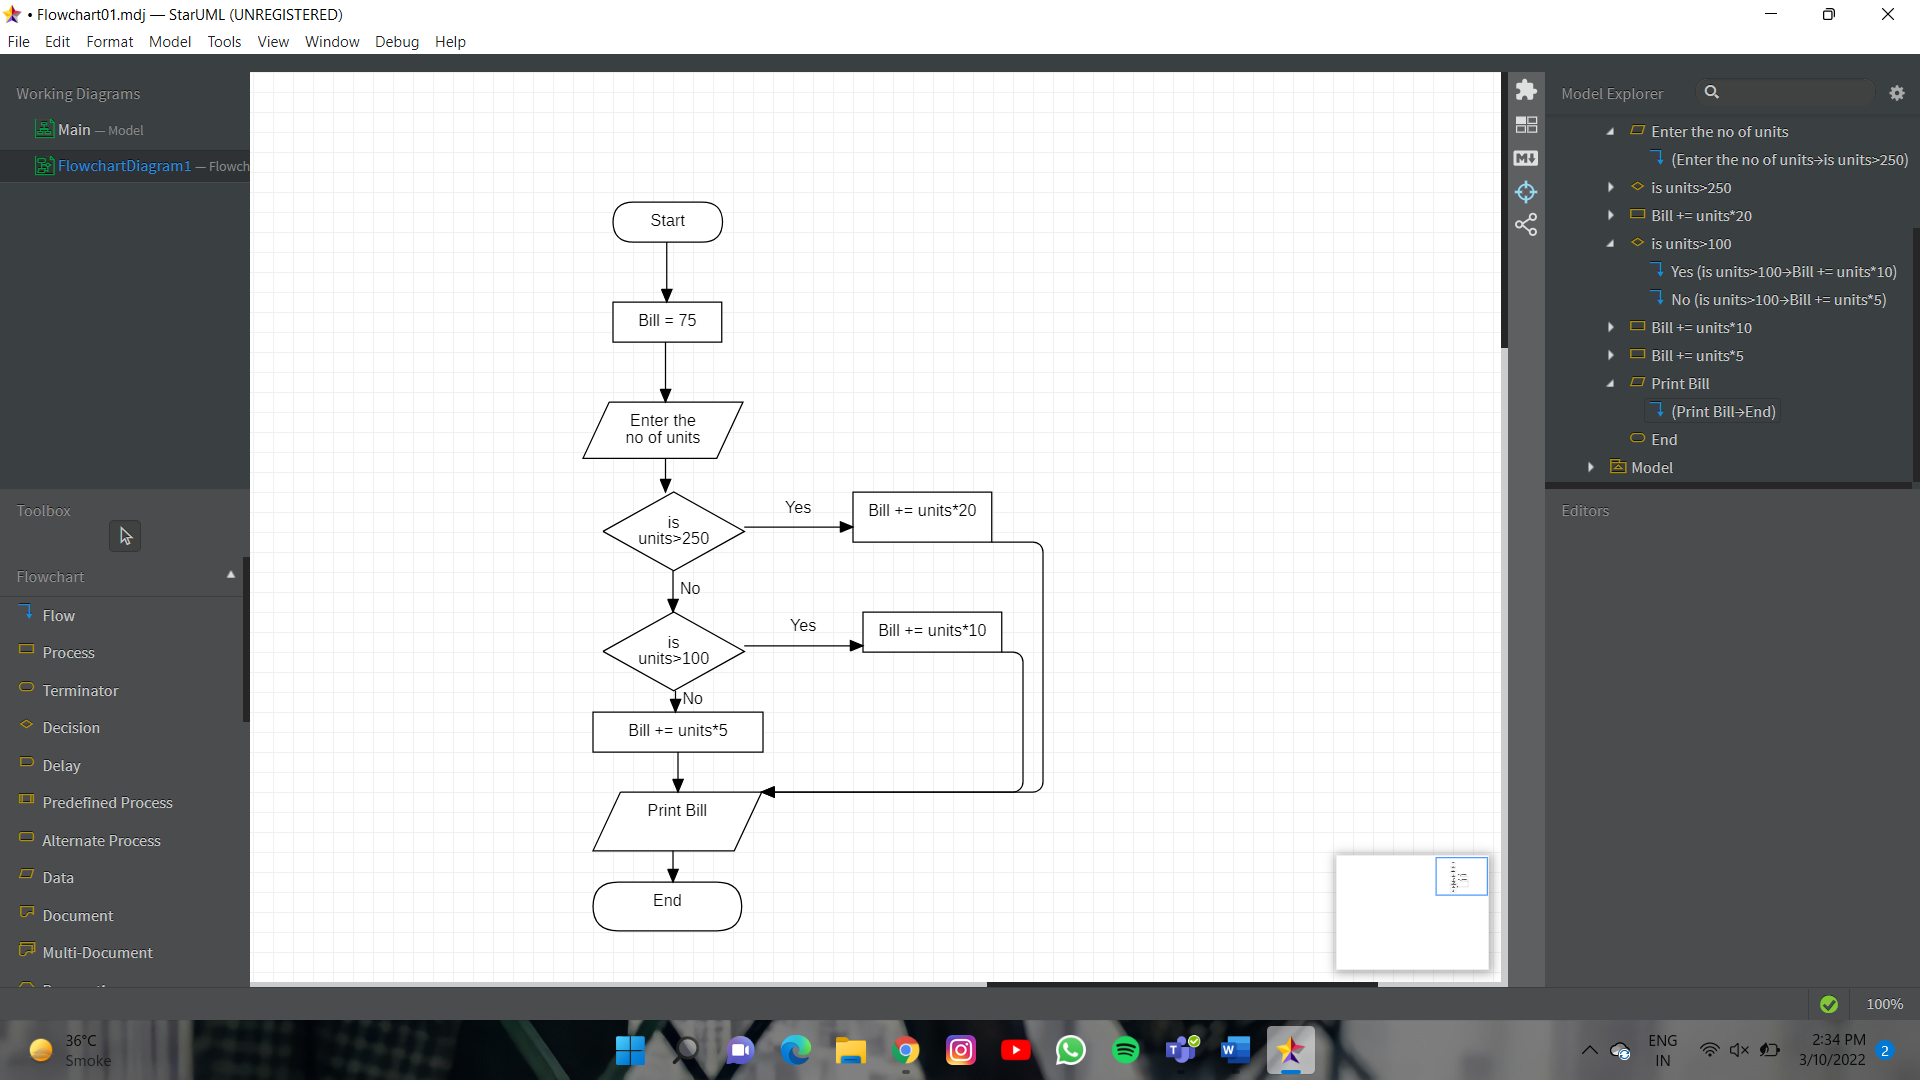 • Flowchart01.mdj — StarUML (UNREGISTERED)
File Edit Format Model Tools View Window Debug Help
Working Diagrams
Main — Model
FlowchartDiagram1 — Flowch
Toolbox
Flowchart
Flow
Process
Terminator
Decision
Delay
Predefined Process
Alternate Process
Data
Document
Multi-Document
Start
Bill = 75
Enter the
no of units
is
units>250
Yes
Bill += units*20
No
is
units>100
Yes
Bill += units*10
No
Bill += units*5
Print Bill
End
Model Explorer
Enter the no of units
(Enter the no of units→is units>250)
is units>250
Bill += units*20
is units>100
Yes (is units>100→Bill += units*10)
No (is units>100→Bill += units*5)
Bill += units*10
Bill += units*5
Print Bill
(Print Bill→End)
End
Model
Editors
100%
36°C
Smoke
ENG
IN
2:34 PM
3/10/2022
2